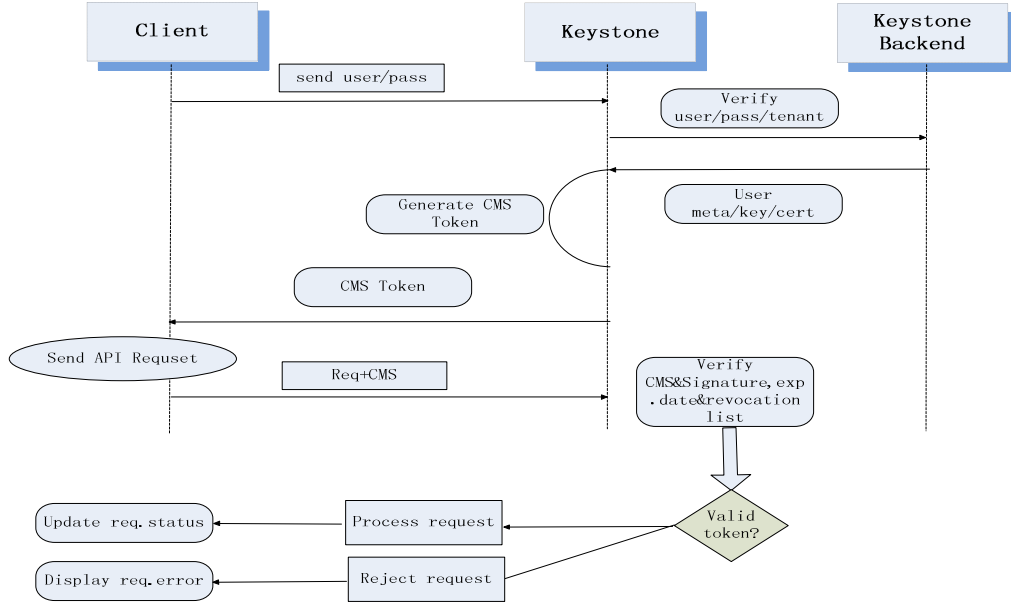 Client
Keystone
Keystone
Backend
send user/pass
Verify
user/pass/tenant
User
meta/key/cert
Generate CMS
Token
CMS Token
Send API Requset
Req+CMS
Verify
CMS&Signature,exp
.date&revocation
list
Valid
token?
Process request
Update req.status
Reject request
Display req.error